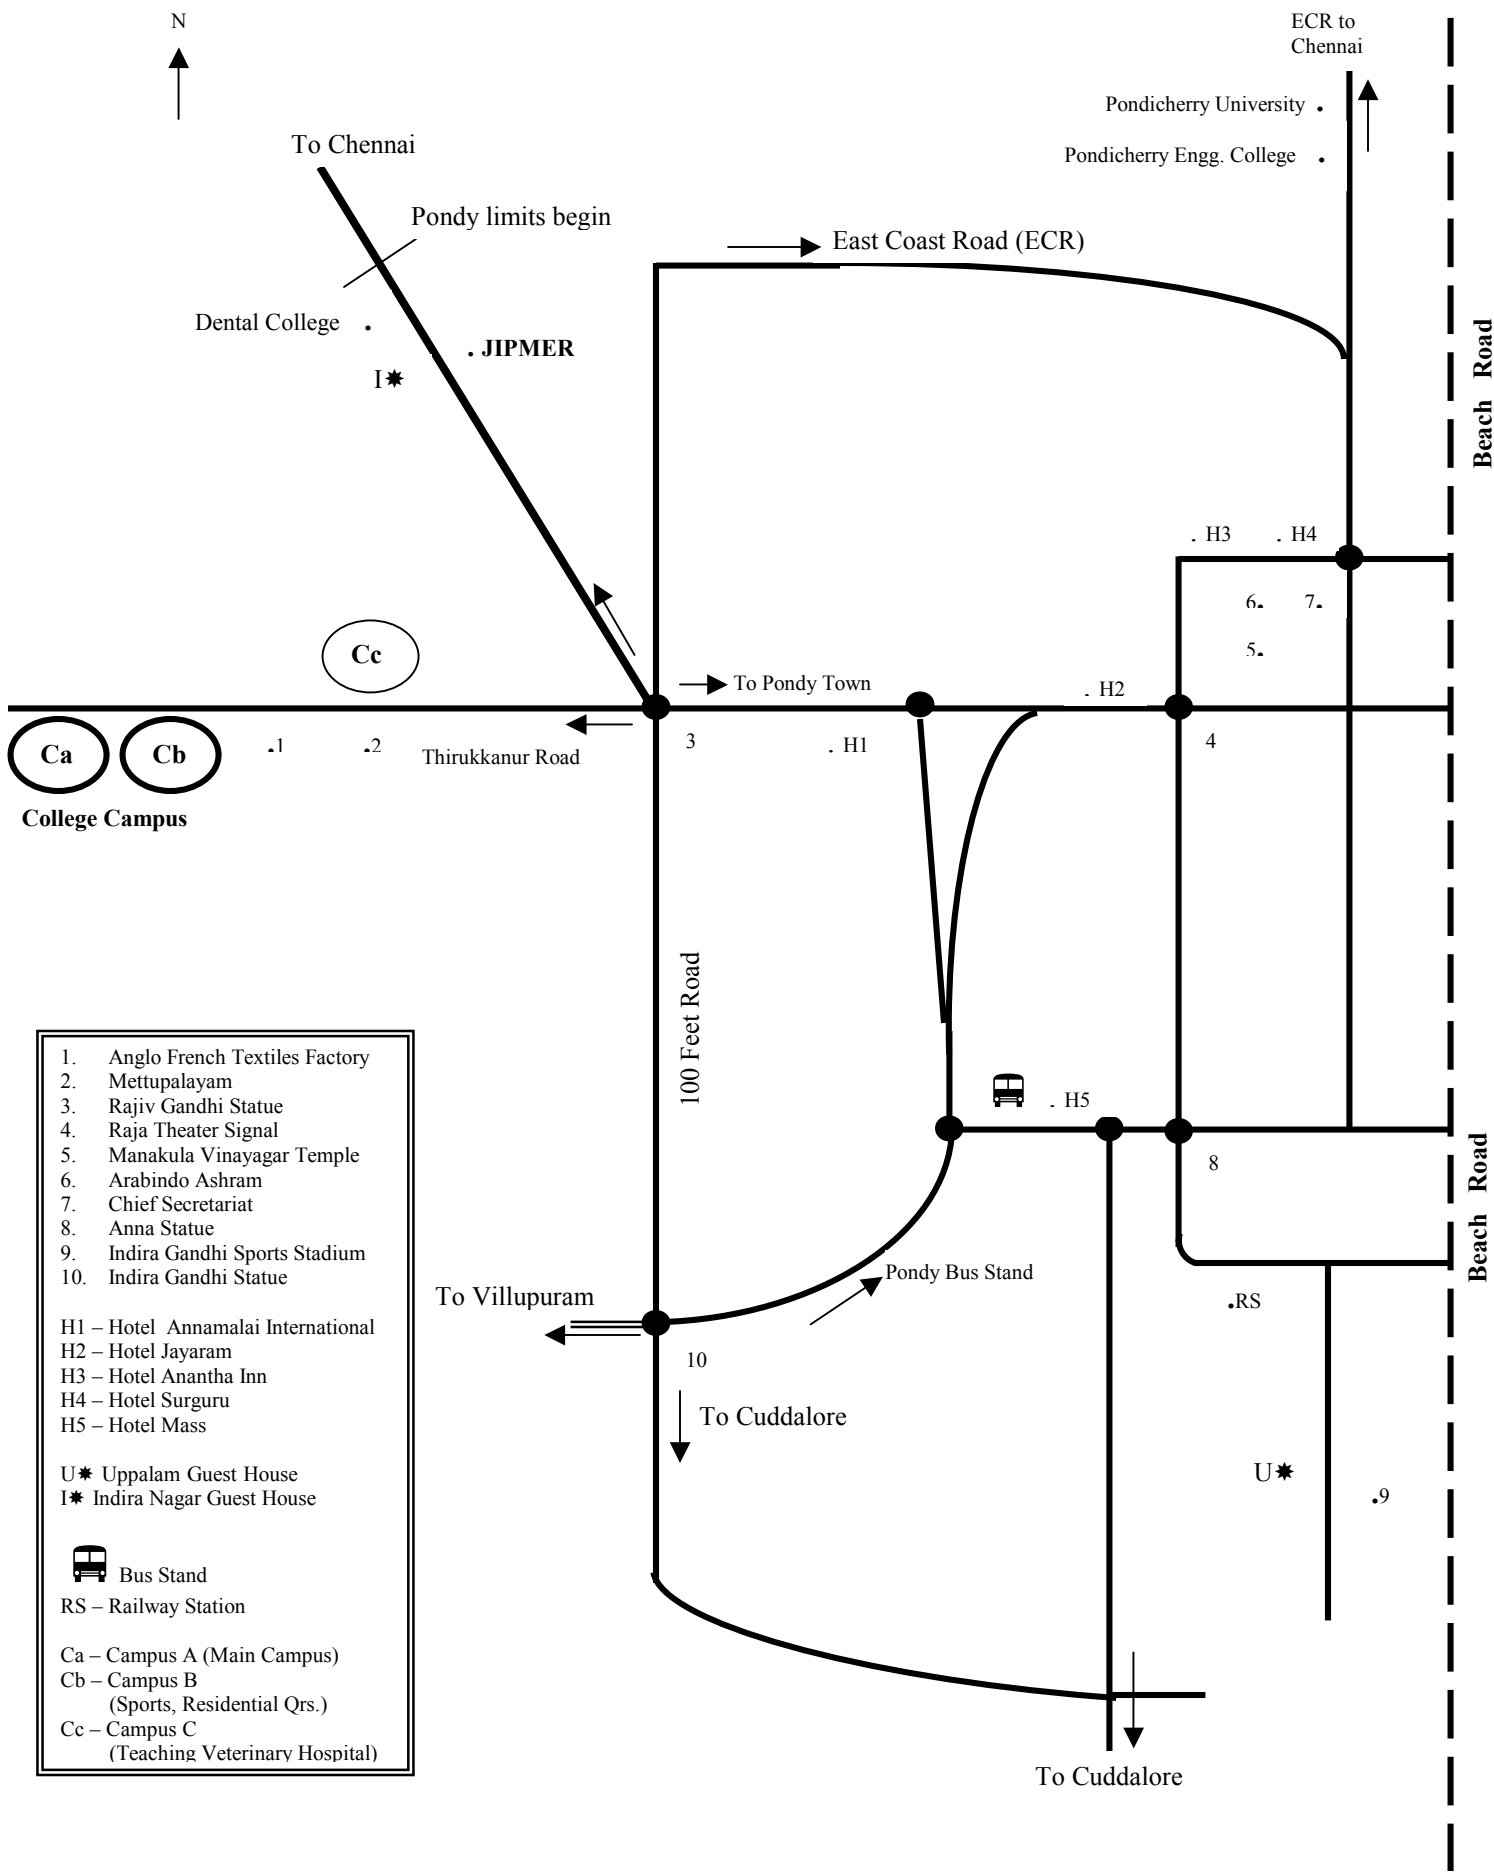 N
ECR to
Chennai
Pondicherry University
Pondicherry Engg. College
To Chennai
Pondy limits begin
East Coast Road (ECR)
Dental College
JIPMER
I
Beach Road
H3
H4
6
7
5
Cc
To Pondy Town
H2
Ca
Cb
1
2
Thirukkanur Road
3
H1
4
College Campus
100 Feet Road
H5
8
Beach Road
Pondy Bus Stand
To Villupuram
RS
10
To Cuddalore
U
9
To Cuddalore
1. Anglo French Textiles Factory
2. Mettupalayam
3. Rajiv Gandhi Statue
4. Raja Theater Signal
5. Manakula Vinayagar Temple
6. Arabindo Ashram
7. Chief Secretariat
8. Anna Statue
9. Indira Gandhi Sports Stadium
10. Indira Gandhi Statue
H1 – Hotel Annamalai International
H2 – Hotel Jayaram
H3 – Hotel Anantha Inn
H4 – Hotel Surguru
H5 – Hotel Mass
U Uppalam Guest House
I Indira Nagar Guest House
Bus Stand
RS – Railway Station
Ca – Campus A (Main Campus)
Cb – Campus B
(Sports, Residential Qrs.)
Cc – Campus C
(Teaching Veterinary Hospital)